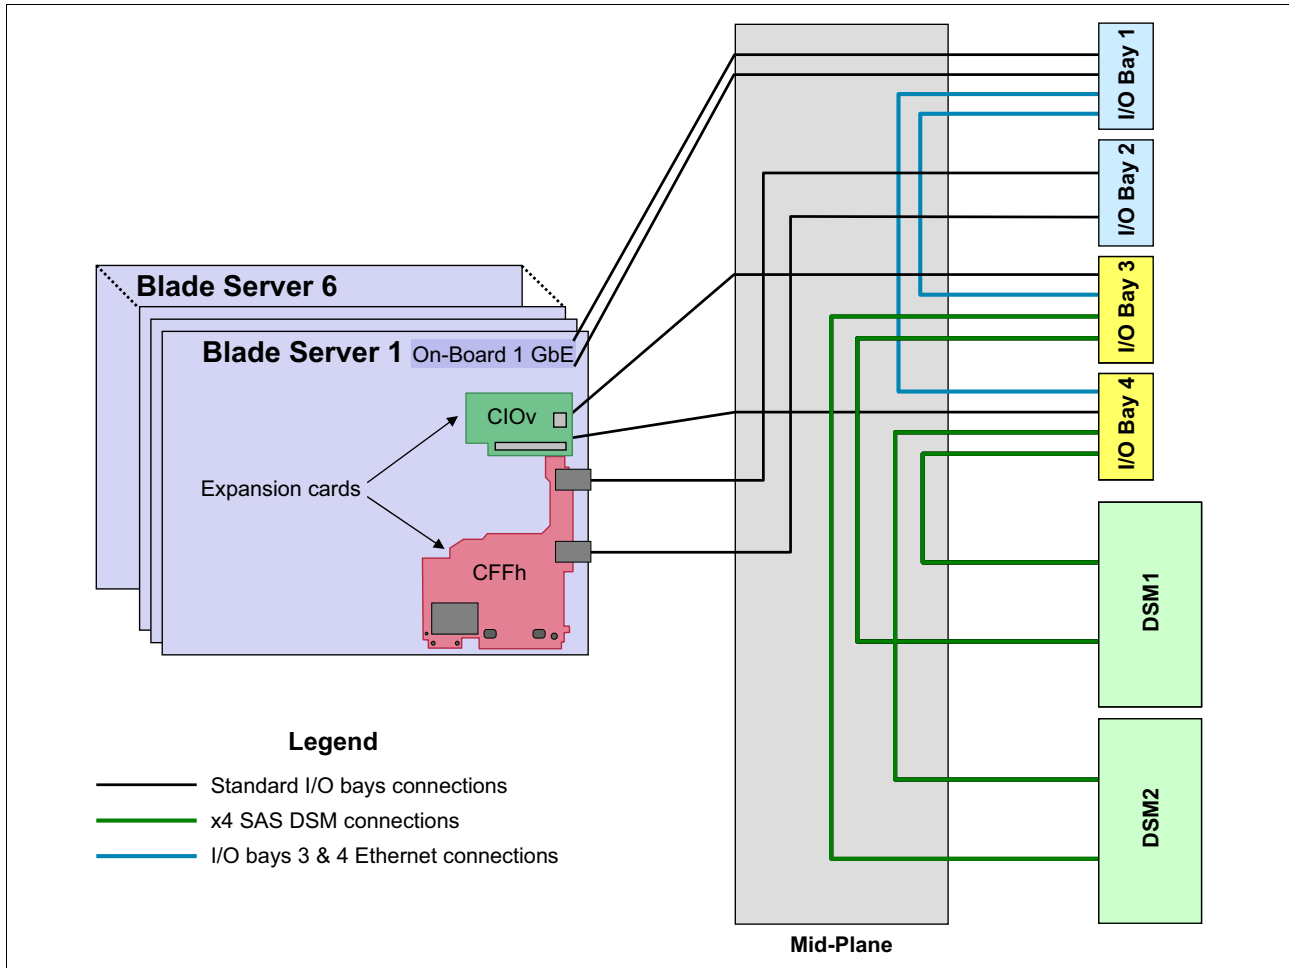 Blade Server 6
Blade Server 1
On-Board 1 GbE
CIOv
Expansion cards
CFFh
I/O Bay 1
I/O Bay 2
I/O Bay 3
I/O Bay 4
DSM1
DSM2
Mid-Plane
Legend
Standard I/O bays connections
x4 SAS DSM connections
I/O bays 3 & 4 Ethernet connections